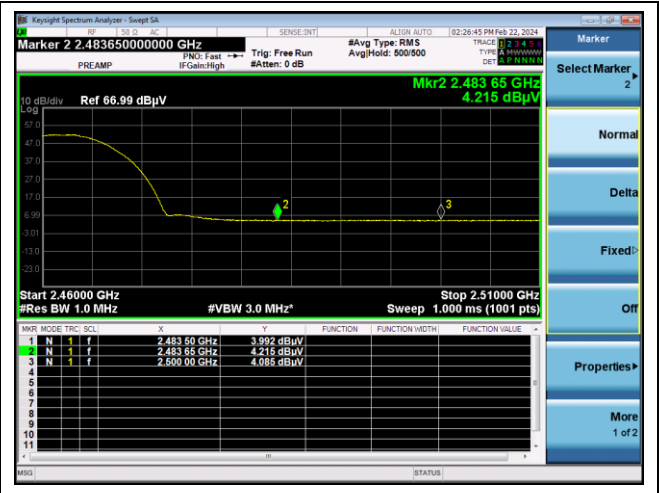 Keysight Spectrum Analyzer - Swept SA
RF 50 Ω AC SENSE:INT ALIGN AUTO 02:26:45 PM Feb 22, 2024
Marker 2 2.483650000000 GHz
PREAMP
PNO: Fast
IFGain:High
Trig: Free Run
#Atten: 0 dB
#Avg Type: RMS
Avg|Hold: 500/500
TRACE 1 2 3 4 5 6
TYPE A MWWWWW
DET A P N N N N
Mkr2 2.483 65 GHz
4.215 dBµV
10 dB/div Ref 66.99 dBµV
Log
57.0
47.0
37.0
27.0
17.0
6.99
-3.01
-13.0
-23.0
2
3
Start 2.46000 GHz Stop 2.51000 GHz
#Res BW 1.0 MHz #VBW 3.0 MHz* Sweep 1.000 ms (1001 pts)
MKR MODE TRC SCL X Y FUNCTION FUNCTION WIDTH FUNCTION VALUE
1 N 1 f 2.483 50 GHz 3.992 dBµV
2 N 1 f 2.483 65 GHz 4.215 dBµV
3 N 1 f 2.500 00 GHz 4.085 dBµV
4
5
6
7
8
9
10
11
MSG STATUS
Marker
Select Marker
2
Normal
Delta
Fixed
Off
Properties
More
1 of 2